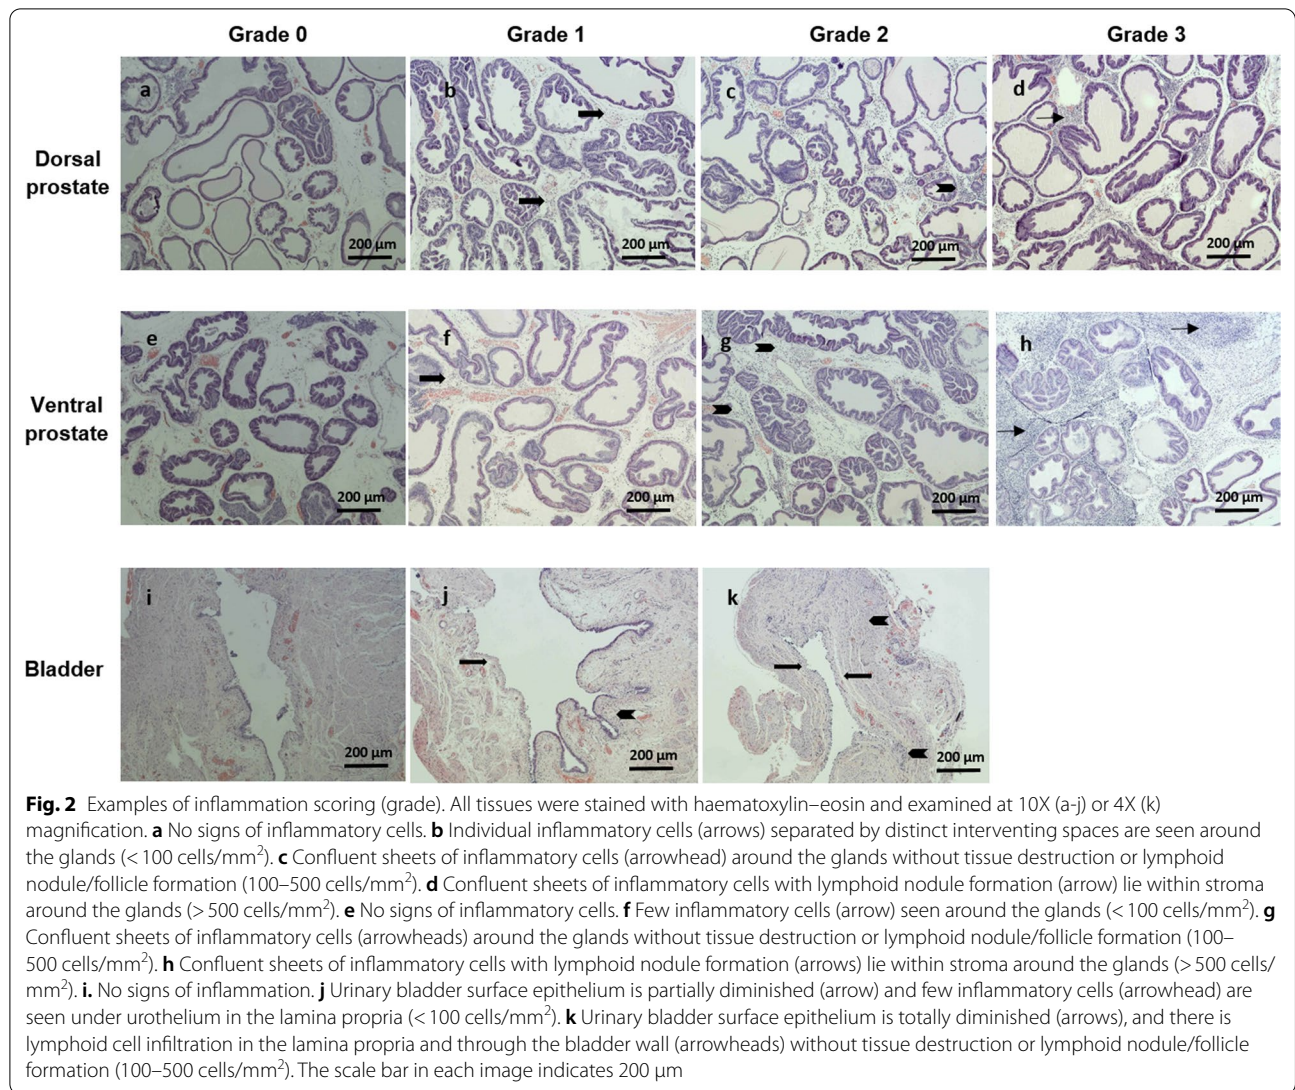 Grade 0 Grade 1 Grade 2 Grade 3
Dorsal
prostate
a b c d
200 µm 200 µm 200 µm 200 µm
Ventral
prostate
e f g h
200 µm 200 µm 200 µm 200 µm
Bladder
i j k
200 µm 200 µm 200 µm
Fig. 2 Examples of inflammation scoring (grade). All tissues were stained with haematoxylin–eosin and examined at 10X (a-j) or 4X (k)
magnification. a No signs of inflammatory cells. b Individual inflammatory cells (arrows) separated by distinct intervening spaces are seen around
the glands (< 100 cells/mm²). c Confluent sheets of inflammatory cells (arrowhead) around the glands without tissue destruction or lymphoid
nodule/follicle formation (100–500 cells/mm²). d Confluent sheets of inflammatory cells with lymphoid nodule formation (arrow) lie within stroma
around the glands (> 500 cells/mm²). e No signs of inflammatory cells. f Few inflammatory cells (arrow) seen around the glands (< 100 cells/mm²). g
Confluent sheets of inflammatory cells (arrowheads) around the glands without tissue destruction or lymphoid nodule/follicle formation (100–
500 cells/mm²). h Confluent sheets of inflammatory cells with lymphoid nodule formation (arrows) lie within stroma around the glands (> 500 cells/
mm²). i. No signs of inflammation. j Urinary bladder surface epithelium is partially diminished (arrow) and few inflammatory cells (arrowhead) are
seen under urothelium in the lamina propria (< 100 cells/mm²). k Urinary bladder surface epithelium is totally diminished (arrows), and there is
lymphoid cell infiltration in the lamina propria and through the bladder wall (arrowheads) without tissue destruction or lymphoid nodule/follicle
formation (100–500 cells/mm²). The scale bar in each image indicates 200 µm